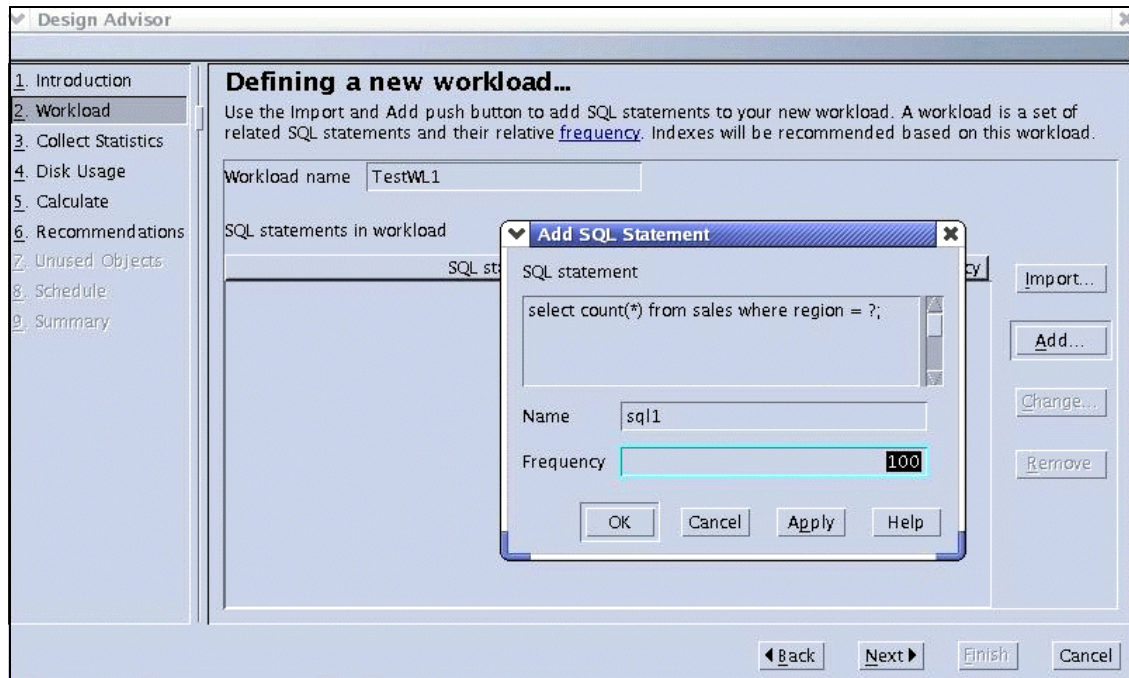 Design Advisor
1. Introduction
2. Workload
3. Collect Statistics
4. Disk Usage
5. Calculate
6. Recommendations
7. Unused Objects
8. Schedule
9. Summary
Defining a new workload...
Use the Import and Add push button to add SQL statements to your new workload. A workload is a set of
related SQL statements and their relative frequency. Indexes will be recommended based on this workload.
Workload name TestWL1
SQL statements in workload
SQL st
cy
Import...
Add...
Change...
Remove
Add SQL Statement
SQL statement
select count(*) from sales where region = ?;
Name sql1
Frequency 100
OK Cancel Apply Help
Back Next Finish Cancel